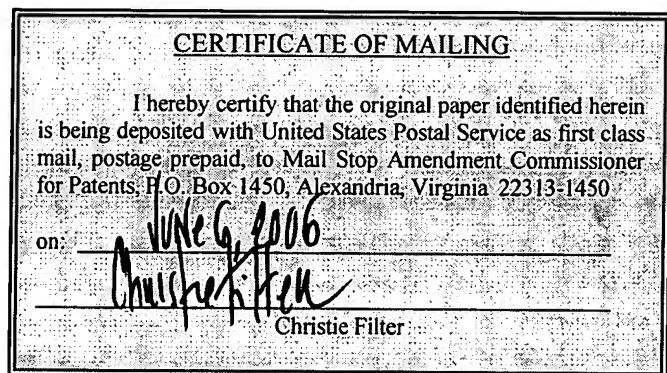 CERTIFICATE OF MAILING
I hereby certify that the original paper identified herein
is being deposited with United States Postal Service as first class
mail, postage prepaid, to Mail Stop Amendment Commissioner
for Patents, P.O. Box 1450, Alexandria, Virginia 22313-1450
on: June 6, 2006
Christie Filter
Christie Filter